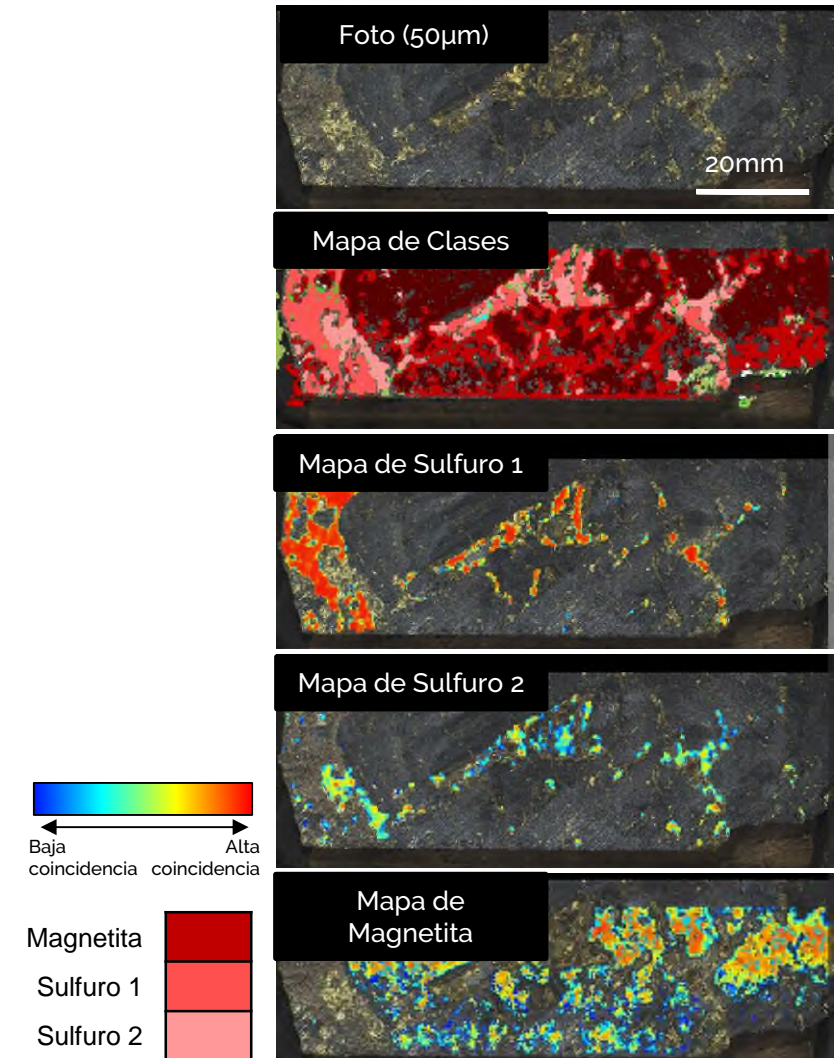 Foto (50µm)
20mm
Mapa de Clases
Mapa de Sulfuro 1
Mapa de Sulfuro 2
Baja coincidencia
Alta coincidencia
Mapa de
Magnetita
Magnetita
Sulfuro 1
Sulfuro 2